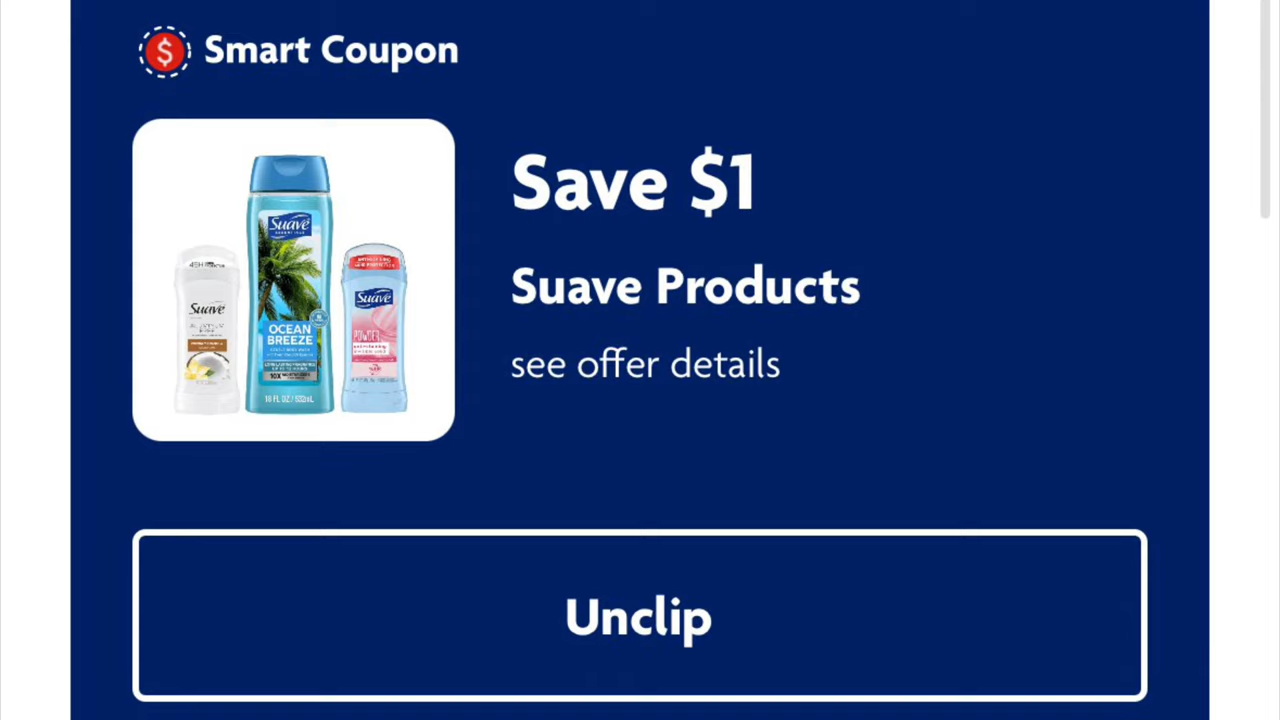 $ Smart Coupon
Save $1
Suave Products
see offer details
Suave
48H
Suave
OCEAN
BREEZE
18 FL OZ / 532mL
Suave
POWDER
Unclip